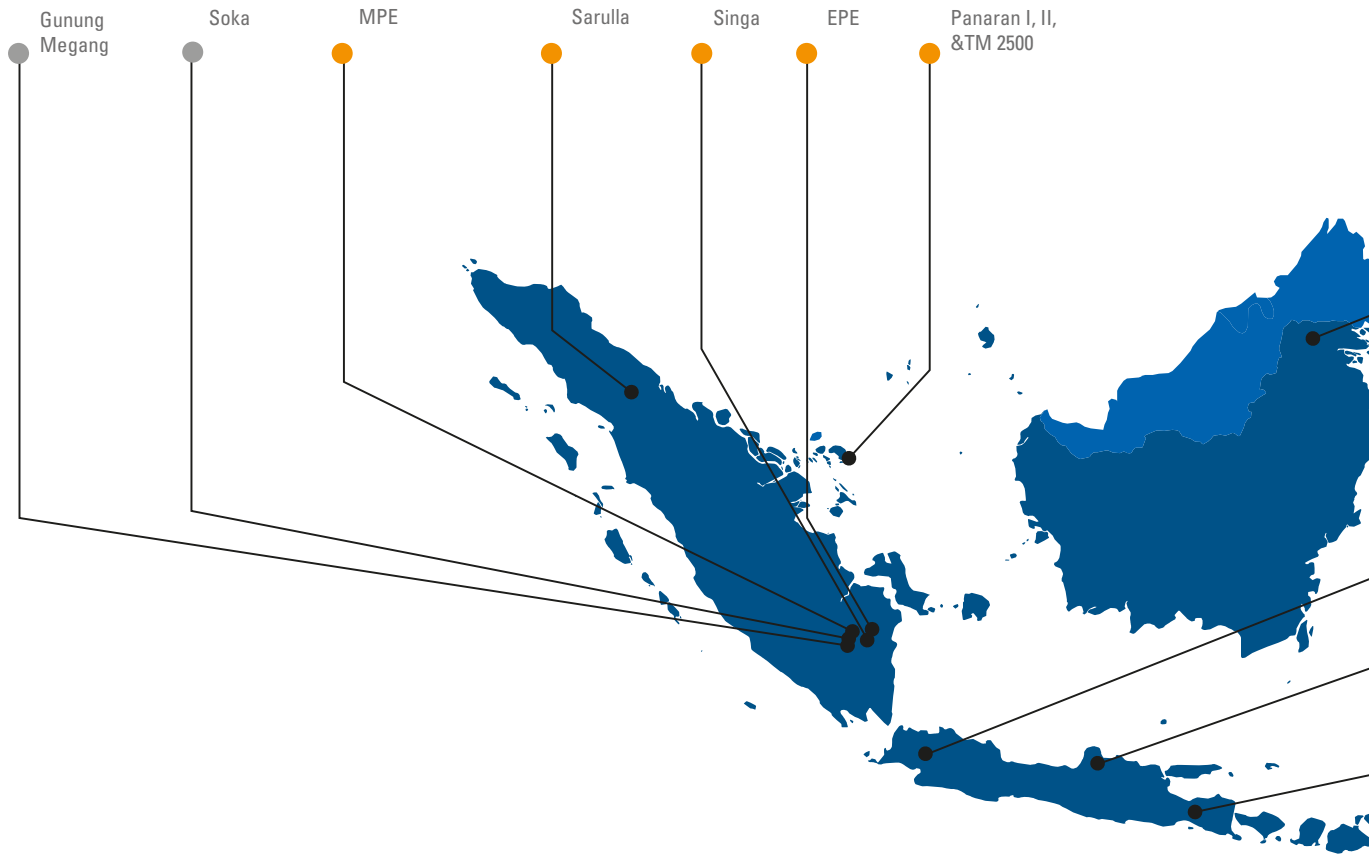 Gunung
Megang
Soka
MPE
Sarulla
Singa
EPE
Panaran I, II,
&TM 2500